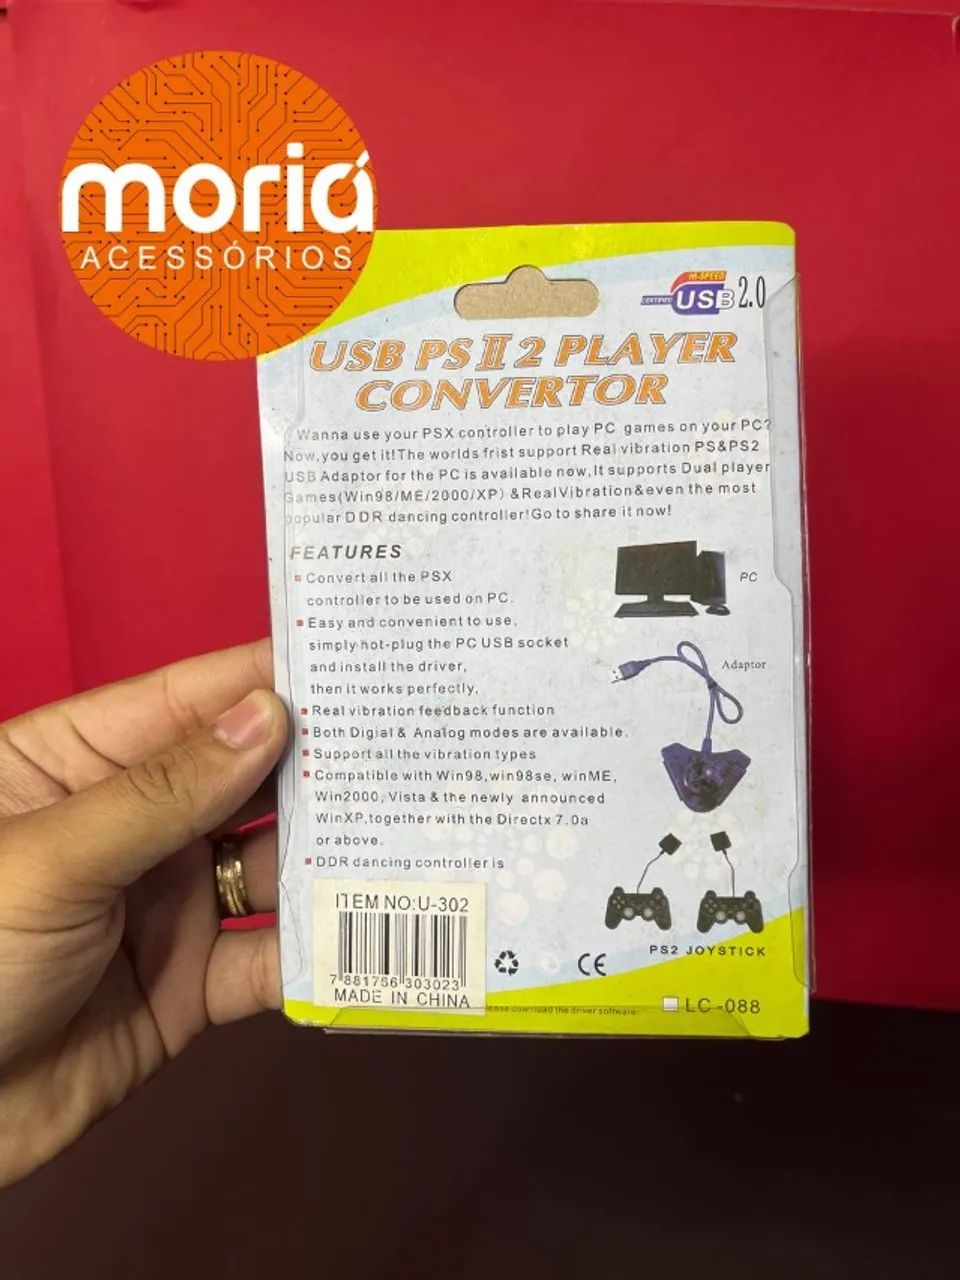 moriá
ACESSÓRIOS
HI-SPEED
CERTIFIED USB 2.0
USB PS II 2 PLAYER
CONVERTOR
Wanna use your PSX controller to play PC games on your PC?
Now,you get it!The worlds frist support Real vibration PS&PS2
USB Adaptor for the PC is available now,It supports Dual player
Games(Win98/ME/2000/XP) &RealVibration&even the most
popular DDR dancing controller!Go to share it now!
FEATURES
Convert all the PSX
controller to be used on PC.
Easy and convenient to use,
simply hot-plug the PC USB socket
and install the driver,
then it works perfectly,
Real vibration feedback function
Both Digial & Analog modes are available.
Support all the vibration types
Compatible with Win98,win98se, winME,
Win2000, Vista & the newly announced
WinXP,together with the Directx 7.0a
or above.
DDR dancing controller is
PC
Adaptor
PS2 JOYSTICK
ITEM NO:U-302
7 881756 303023
MADE IN CHINA
CE
download the driver software
LC-088